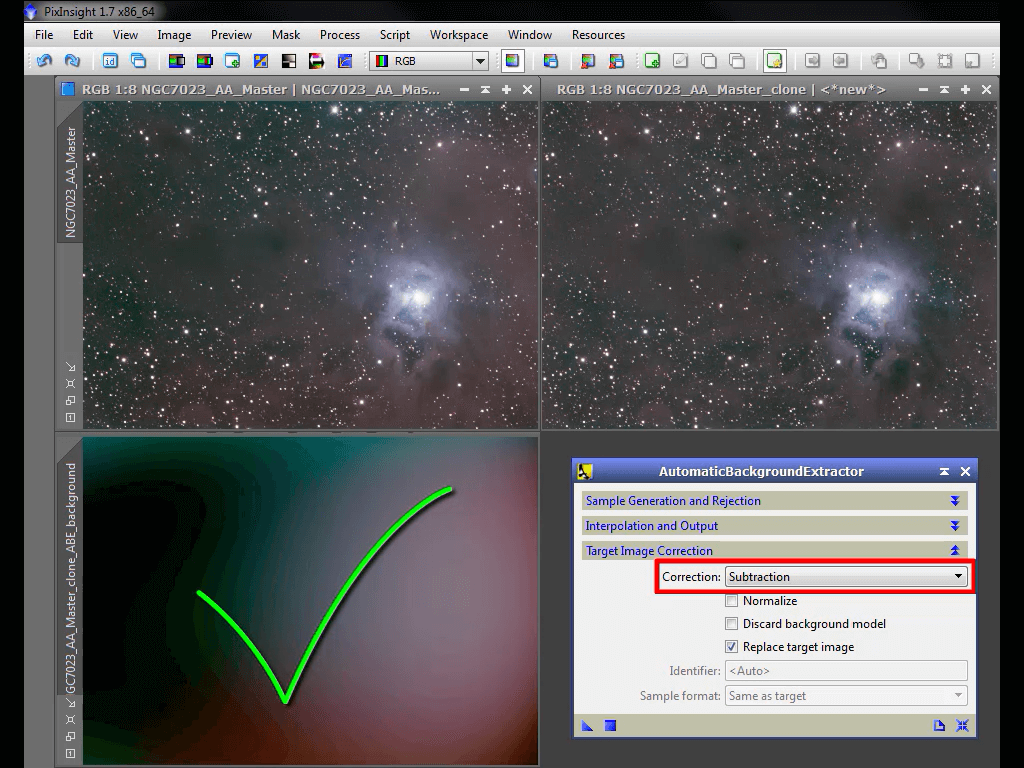 PixInsight 1.7 x86_64
File Edit View Image Preview Mask Process Script Workspace Window Resources
id RGB
RGB 1:8 NGC7023_AA_Master | NGC7023_AA_Mas...
RGB 1:8 NGC7023_AA_Master_clone | <*new*>
NGC7023_AA_Master
GC7023_AA_Master_clone_ABE_background
AutomaticBackgroundExtractor
Sample Generation and Rejection
Interpolation and Output
Target Image Correction
Correction: Subtraction
Normalize
Discard background model
Replace target image
Identifier: <Auto>
Sample format: Same as target